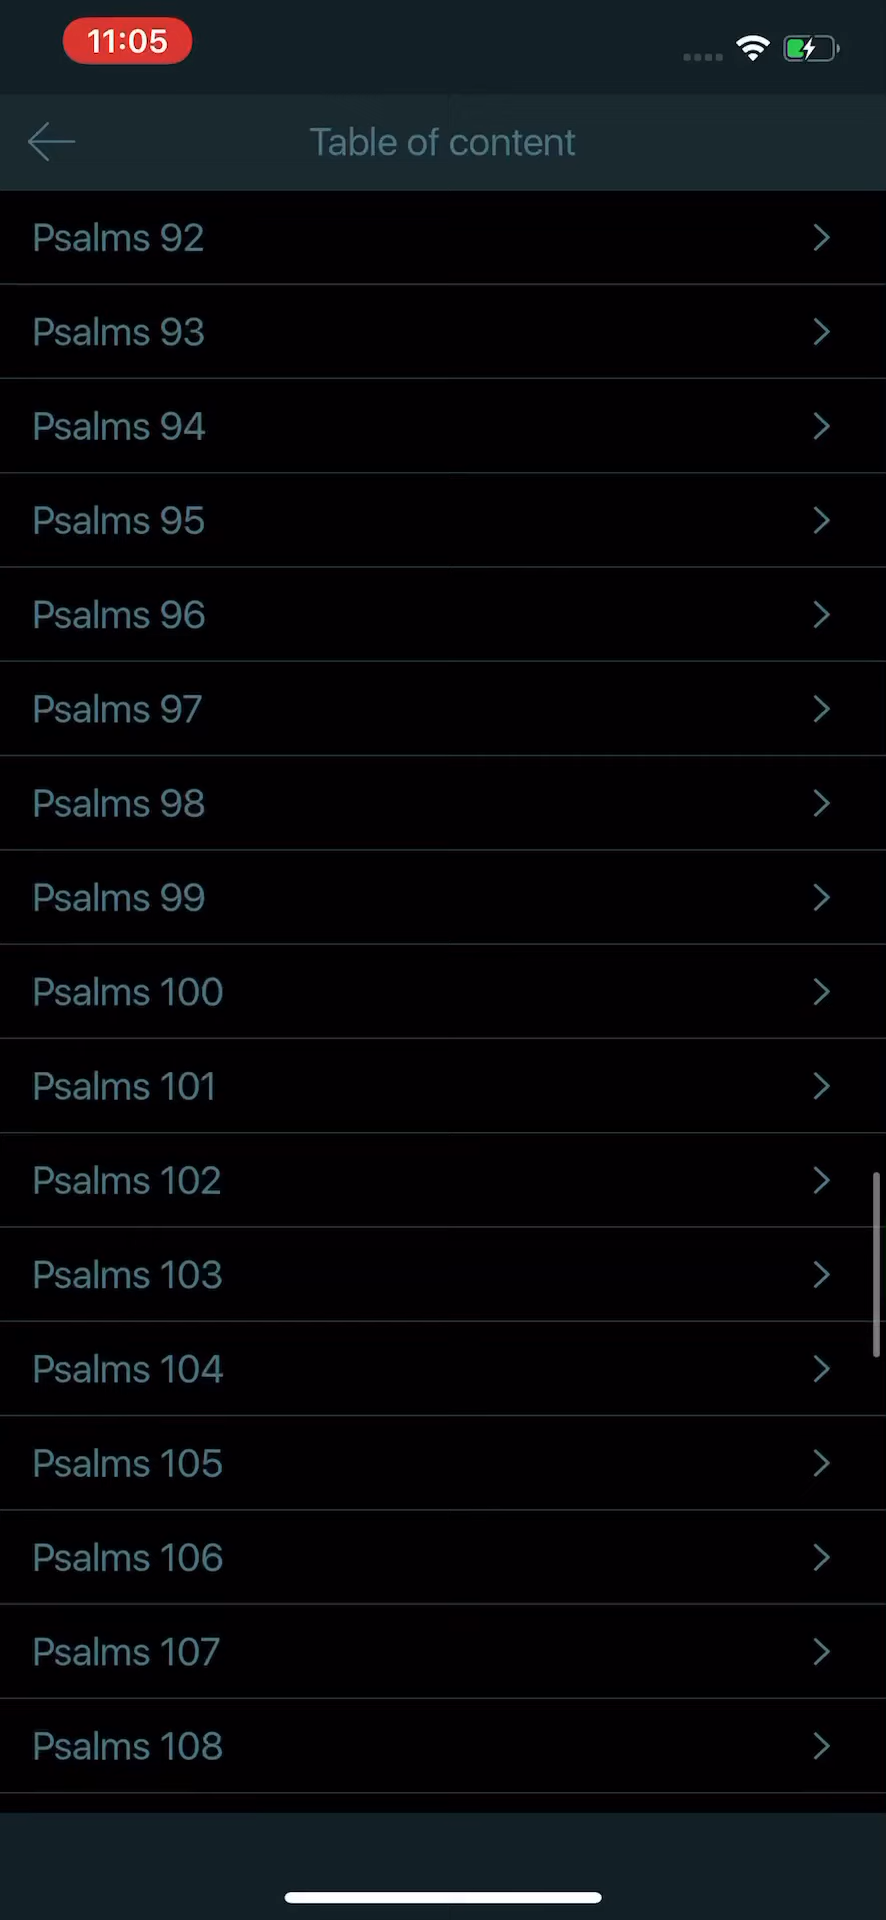 11:05
Table of content
Psalms 92
Psalms 93
Psalms 94
Psalms 95
Psalms 96
Psalms 97
Psalms 98
Psalms 99
Psalms 100
Psalms 101
Psalms 102
Psalms 103
Psalms 104
Psalms 105
Psalms 106
Psalms 107
Psalms 108